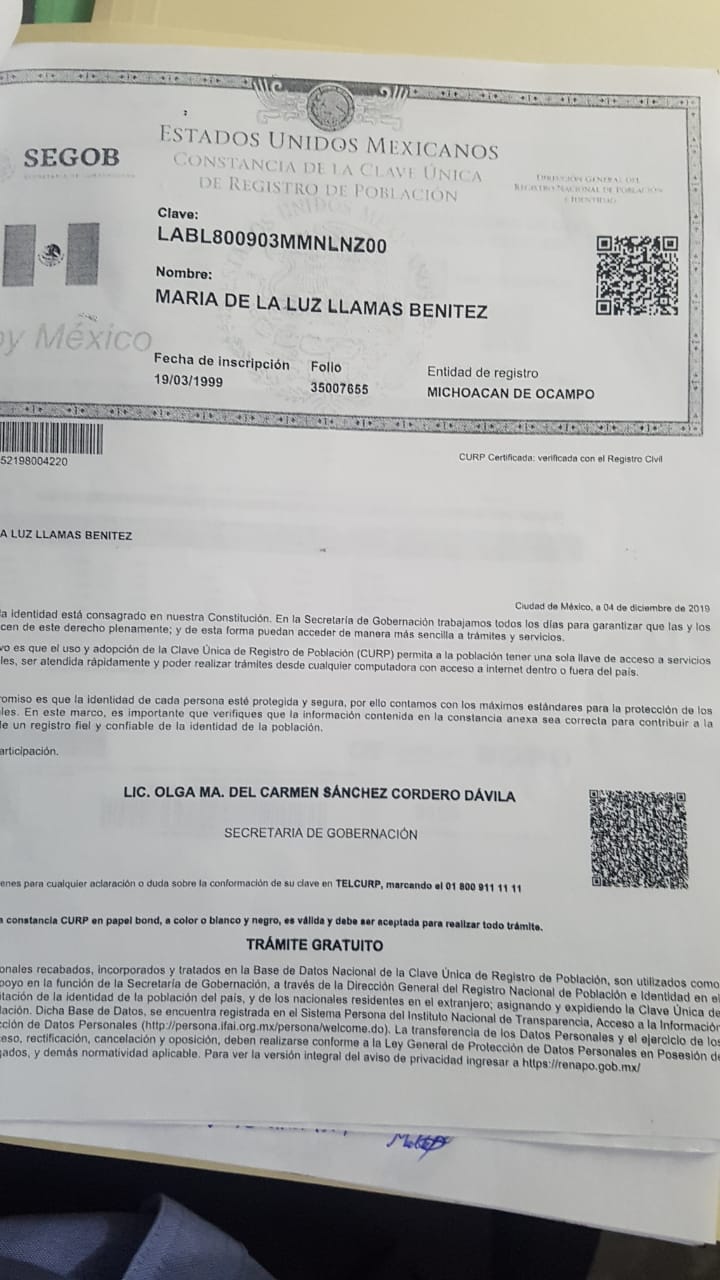 ESTADOS UNIDOS MEXICANOS
CONSTANCIA DE LA CLAVE ÚNICA
DE REGISTRO DE POBLACIÓN
SEGOB
DIRECCIÓN GENERAL DEL
REGISTRO NACIONAL DE POBLACIÓN
E IDENTIDAD
Clave:
LABL800903MMNLNZ00
Nombre:
MARIA DE LA LUZ LLAMAS BENITEZ
oy México
Fecha de inscripción Folio Entidad de registro
19/03/1999 35007655 MICHOACAN DE OCAMPO
52198004220
CURP Certificada: verificada con el Registro Civil
A LUZ LLAMAS BENITEZ
Ciudad de México, a 04 de diciembre de 2019
la identidad está consagrado en nuestra Constitución. En la Secretaría de Gobernación trabajamos todos los días para garantizar que las y los
cen de este derecho plenamente; y de esta forma puedan acceder de manera más sencilla a trámites y servicios.
vo es que el uso y adopción de la Clave Única de Registro de Población (CURP) permita a la población tener una sola llave de acceso a servicios
les, ser atendida rápidamente y poder realizar trámites desde cualquier computadora con acceso a internet dentro o fuera del país.
romiso es que la identidad de cada persona esté protegida y segura, por ello contamos con los máximos estándares para la protección de los
les. En este marco, es importante que verifiques que la información contenida en la constancia anexa sea correcta para contribuir a la
e un registro fiel y confiable de la identidad de la población.
articipación.
LIC. OLGA MA. DEL CARMEN SÁNCHEZ CORDERO DÁVILA
SECRETARIA DE GOBERNACIÓN
enes para cualquier aclaración o duda sobre la conformación de su clave en TELCURP, marcando el 01 800 911 11 11
a constancia CURP en papel bond, a color o blanco y negro, es válida y debe ser aceptada para realizar todo trámite.
TRÁMITE GRATUITO
onales recabados, incorporados y tratados en la Base de Datos Nacional de la Clave Única de Registro de Población, son utilizados como
poyo en la función de la Secretaría de Gobernación, a través de la Dirección General del Registro Nacional de Población e Identidad en el
itación de la identidad de la población del país, y de los nacionales residentes en el extranjero; asignando y expidiendo la Clave Única de
lación. Dicha Base de Datos, se encuentra registrada en el Sistema Persona del Instituto Nacional de Transparencia, Acceso a la Información
cción de Datos Personales (http://persona.ifai.org.mx/persona/welcome.do). La transferencia de los Datos Personales y el ejercicio de los
eso, rectificación, cancelación y oposición, deben realizarse conforme a la Ley General de Protección de Datos Personales en Posesión de
gados, y demás normatividad aplicable. Para ver la versión integral del aviso de privacidad ingresar a https://renapo.gob.mx/